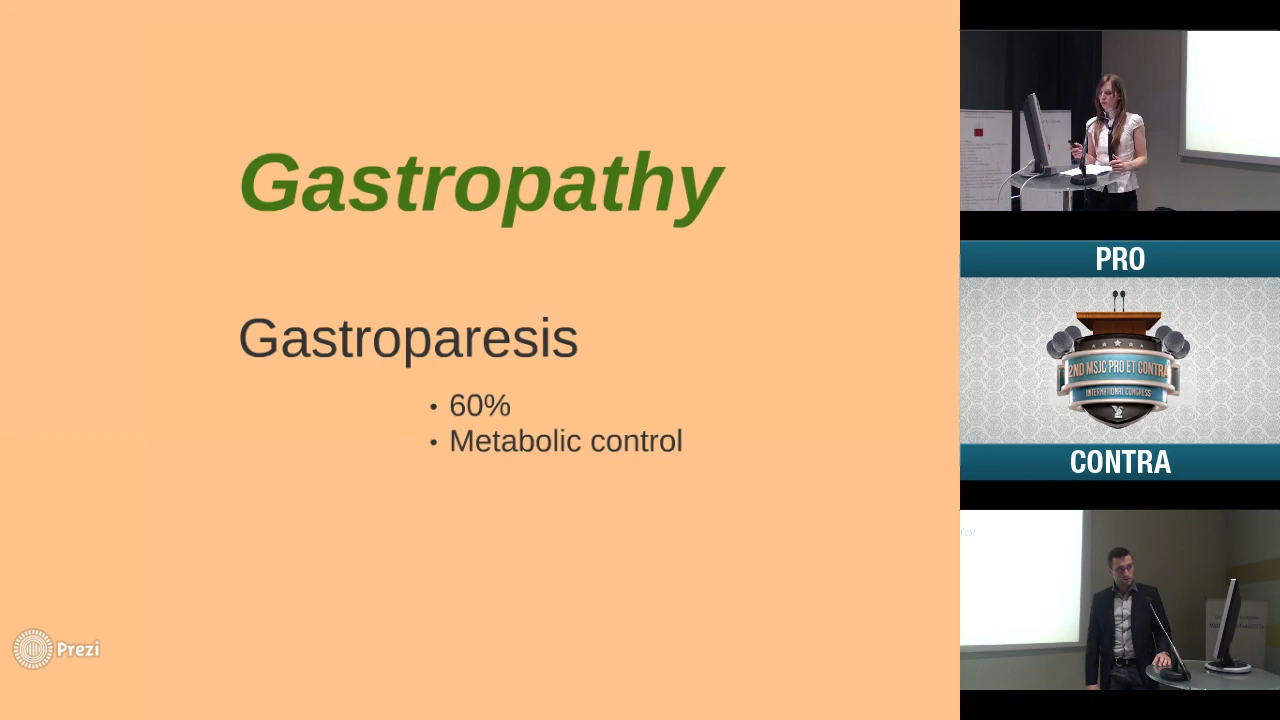 Gastropathy
Gastroparesis
• 60%
• Metabolic control
Prezi
PRO
2ND MSJC PRO ET CONTRA
INTERNATIONAL CONGRESS
CONTRA